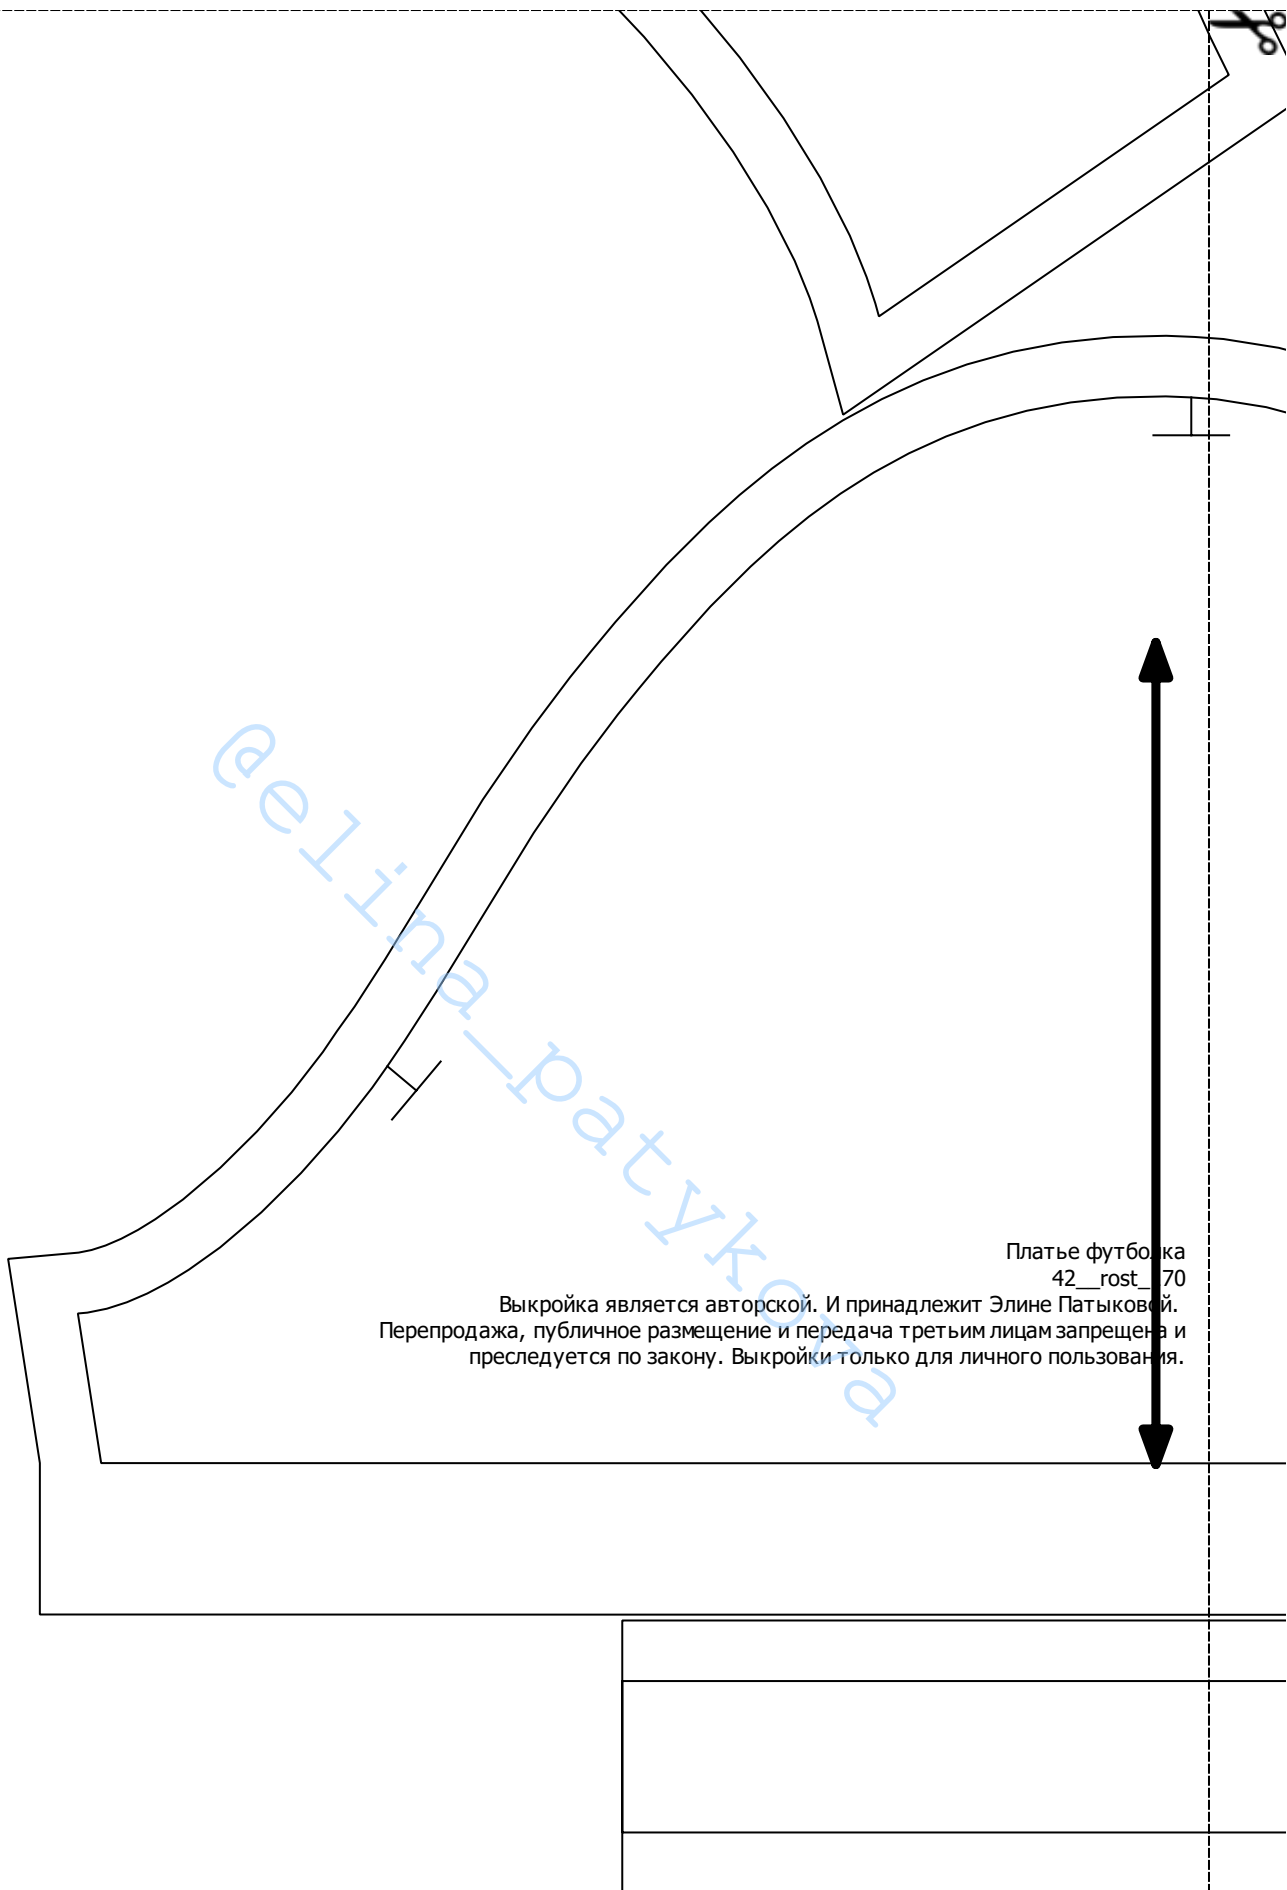 @elina_patykova
Платье футболка
42__rost_170
Выкройка является авторской. И принадлежит Элине Патыковой.
Перепродажа, публичное размещение и передача третьим лицам запрещена и
преследуется по закону. Выкройки только для личного пользования.